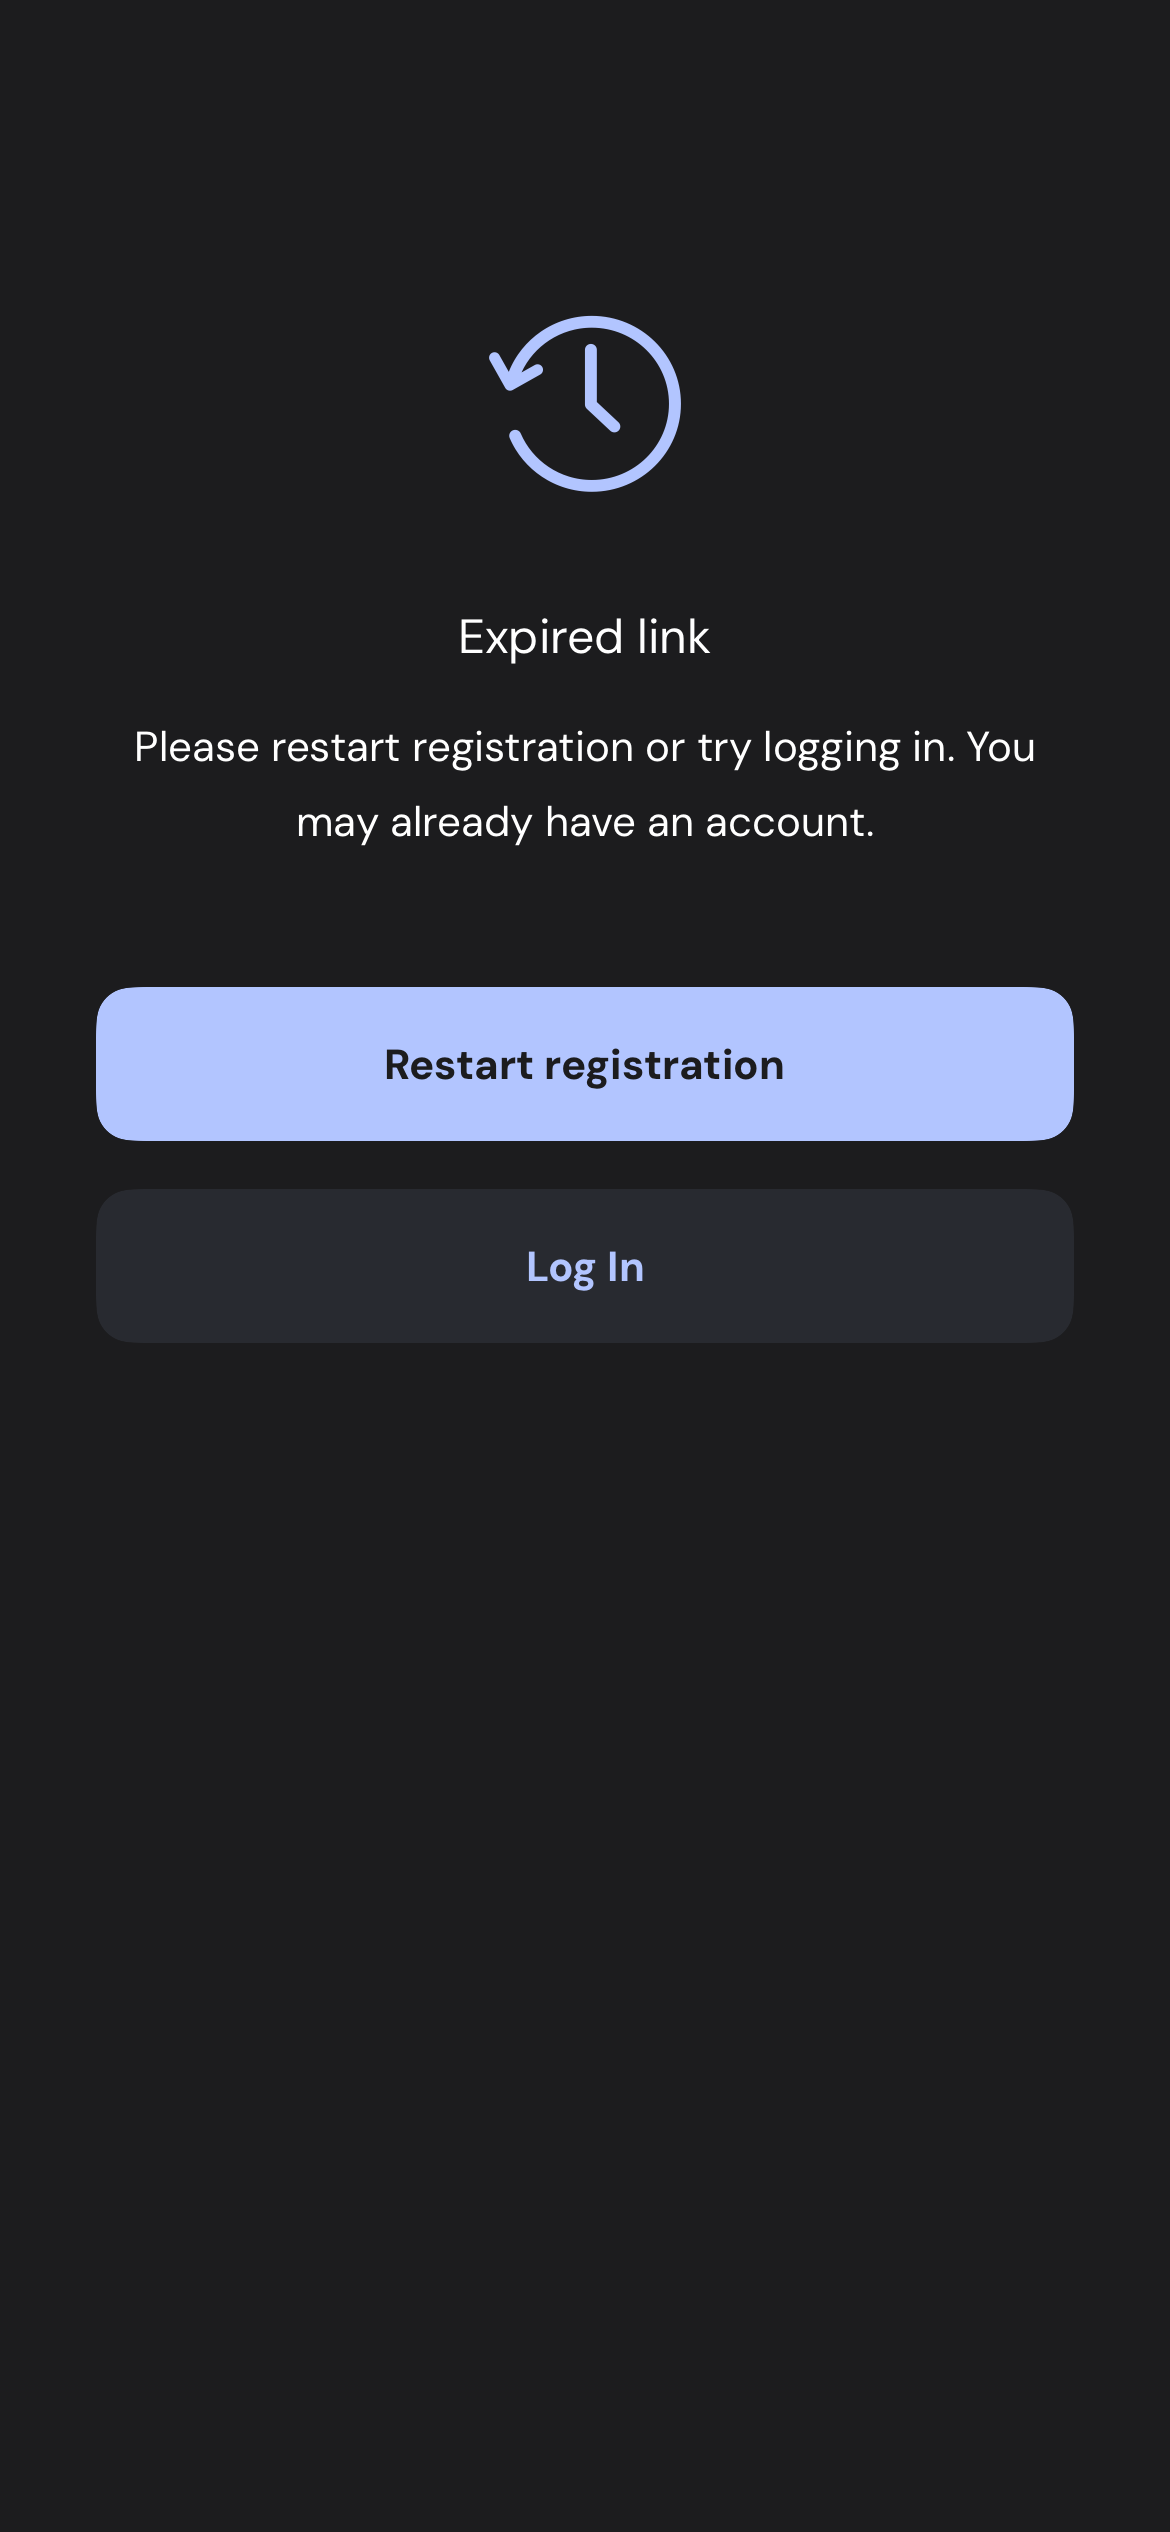 Expired link
Please restart registration or try logging in. You
may already have an account.
Restart registration
Log In